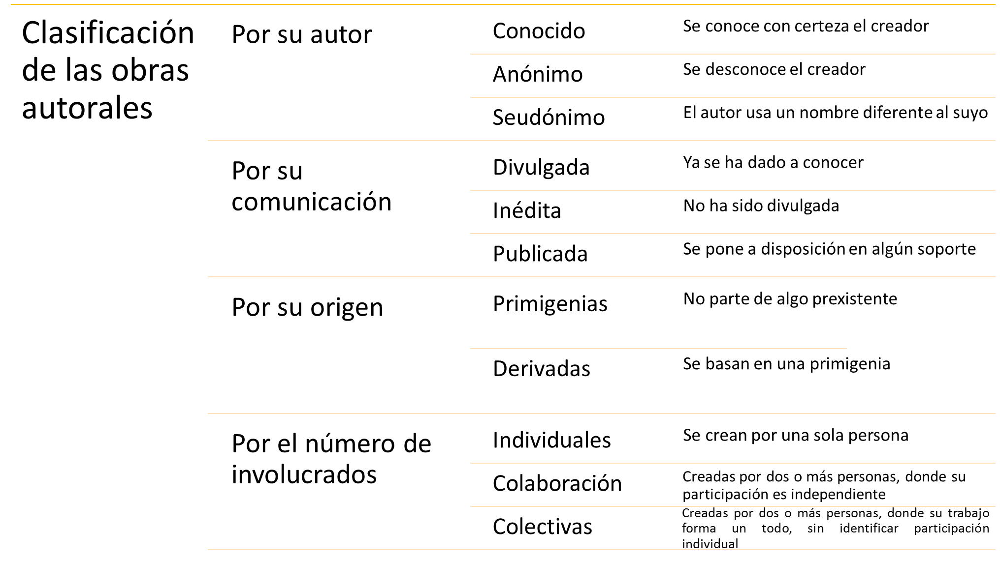 Clasificación
de las obras
autorales
Por su autor
Conocido
Se conoce con certeza el creador
Anónimo
Se desconoce el creador
Seudónimo
El autor usa un nombre diferente al suyo
Por su
comunicación
Divulgada
Ya se ha dado a conocer
Inédita
No ha sido divulgada
Publicada
Se pone a disposición en algún soporte
Por su origen
Primigenias
No parte de algo prexistente
Derivadas
Se basan en una primigenia
Por el número de
involucrados
Individuales
Se crean por una sola persona
Colaboración
Creadas por dos o más personas, donde su
participación es independiente
Colectivas
Creadas por dos o más personas, donde su trabajo
forma un todo, sin identificar participación
individual